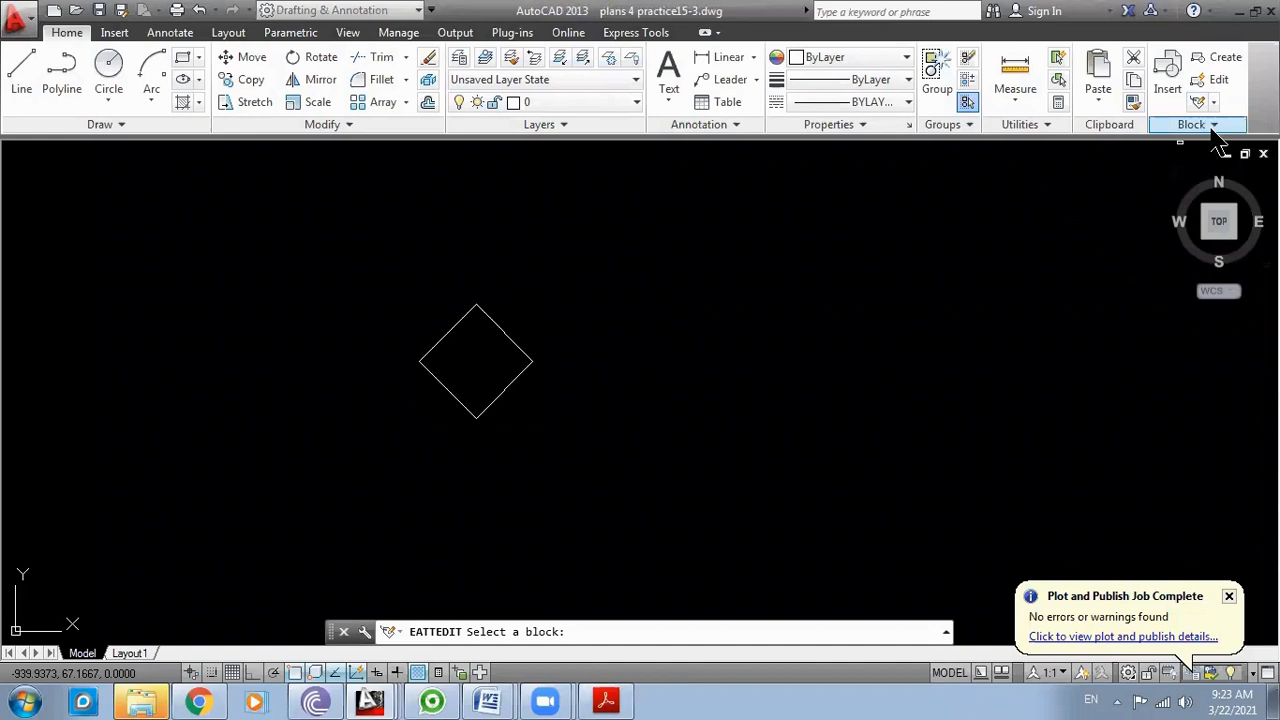 Drafting & Annotation
AutoCAD 2013 plans 4 practice15-3.dwg
Type a keyword or phrase
Sign In
Home Insert Annotate Layout Parametric View Manage Output Plug-ins Online Express Tools
Line Polyline Circle Arc
Move Rotate Trim
Copy Mirror Fillet
Stretch Scale Array
Unsaved Layer State
0
Text
Linear
Leader
Table
ByLayer
ByLayer
BYLAY...
Group
Measure
Paste
Insert
Create
Edit
Draw Modify Layers Annotation Properties Groups Utilities Clipboard Block
N
W TOP E
S
WCS
Y
X
Plot and Publish Job Complete
No errors or warnings found
Click to view plot and publish details...
EATTEDIT Select a block:
Model Layout1
-939.9373, 67.1667, 0.0000
MODEL
1:1
EN
9:23 AM
3/22/2021